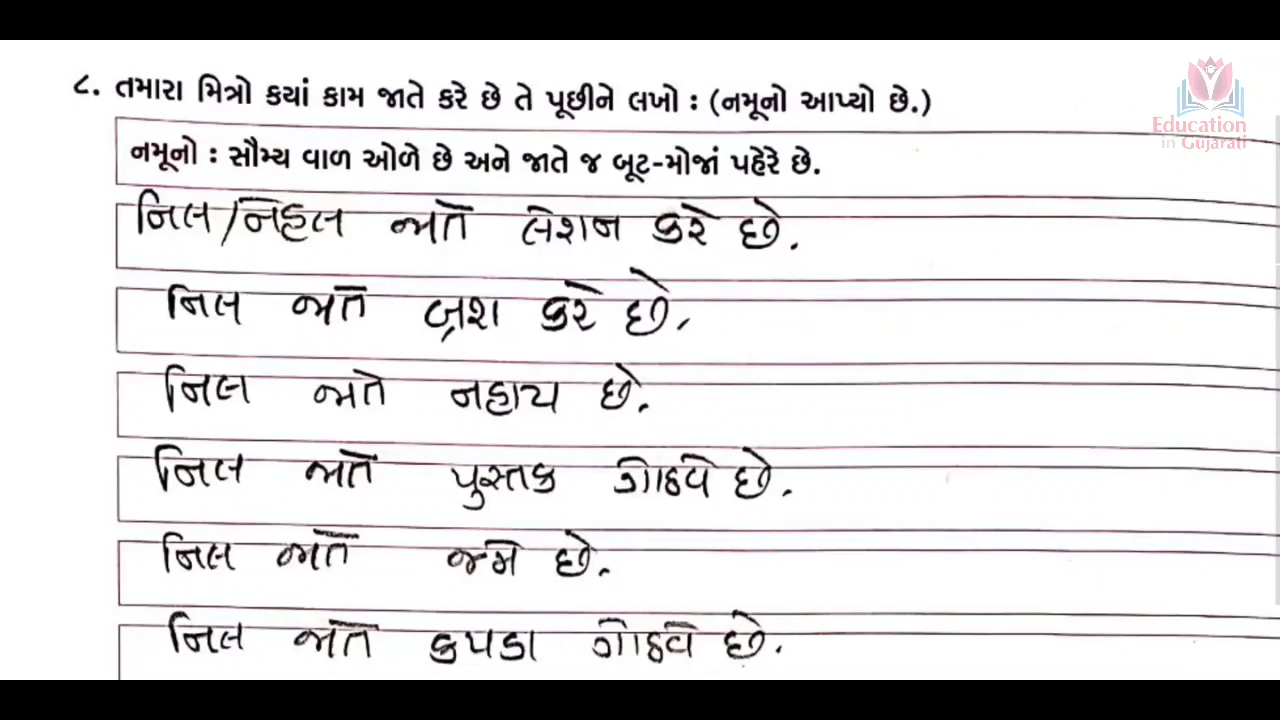 ૮. તમારા મિત્રો કયાં કામ જાતે કરે છે તે પૂછીને લખો : (નમૂનો આપ્યો છે.)
Education
in Gujarati
નમૂનો : સૌમ્ય વાળ ઓળે છે અને જાતે જ બૂટ-મોજાં પહેરે છે.
નિલ/નેહલ જાતે લેશન કરે છે.
નિલ જાતે બ્રશ કરે છે.
નિલ જાતે નહાય છે.
નિલ જાતે પુસ્તક ગોઠવે છે.
નિલ જાતે જમે છે.
નિલ જાતે કપડા ગોઠવે છે.